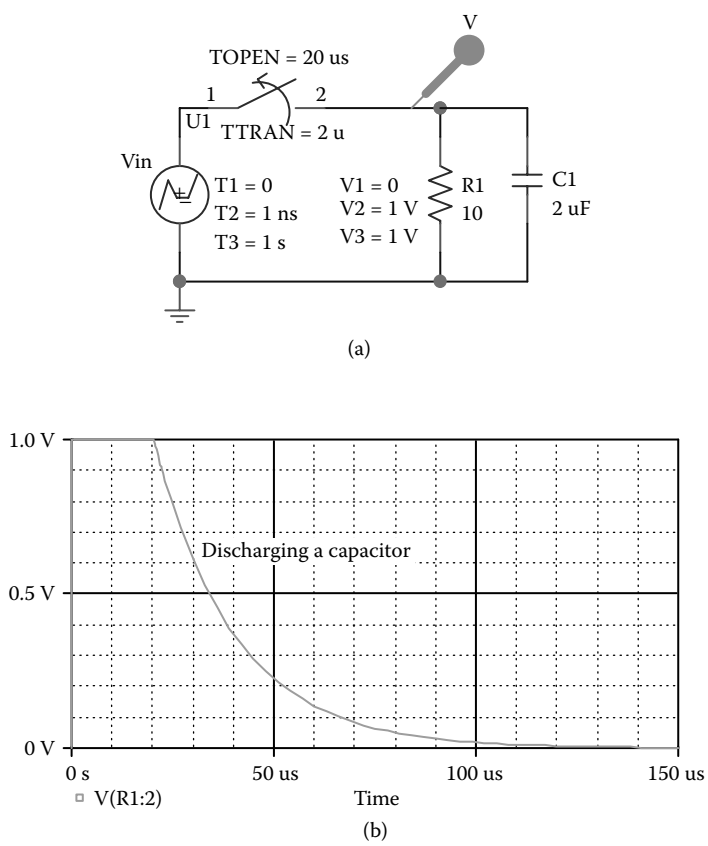 V
TOPEN = 20 us
1
2
U1
TTRAN = 2 u
Vin
T1 = 0
T2 = 1 ns
T3 = 1 s
V1 = 0
V2 = 1 V
V3 = 1 V
R1
10
C1
2 uF
(a)
1.0 V
Discharging a capacitor
0.5 V
0 V
0 s
50 us
100 us
150 us
V(R1:2)
Time
(b)